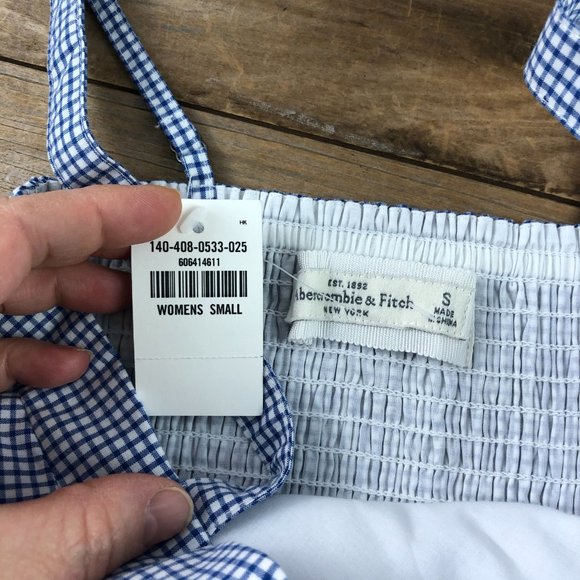 HK
140-408-0533-025
606414611
WOMENS SMALL
EST. 1892
Abercrombie & Fitch
NEW YORK
S
MADE
IN CHINA